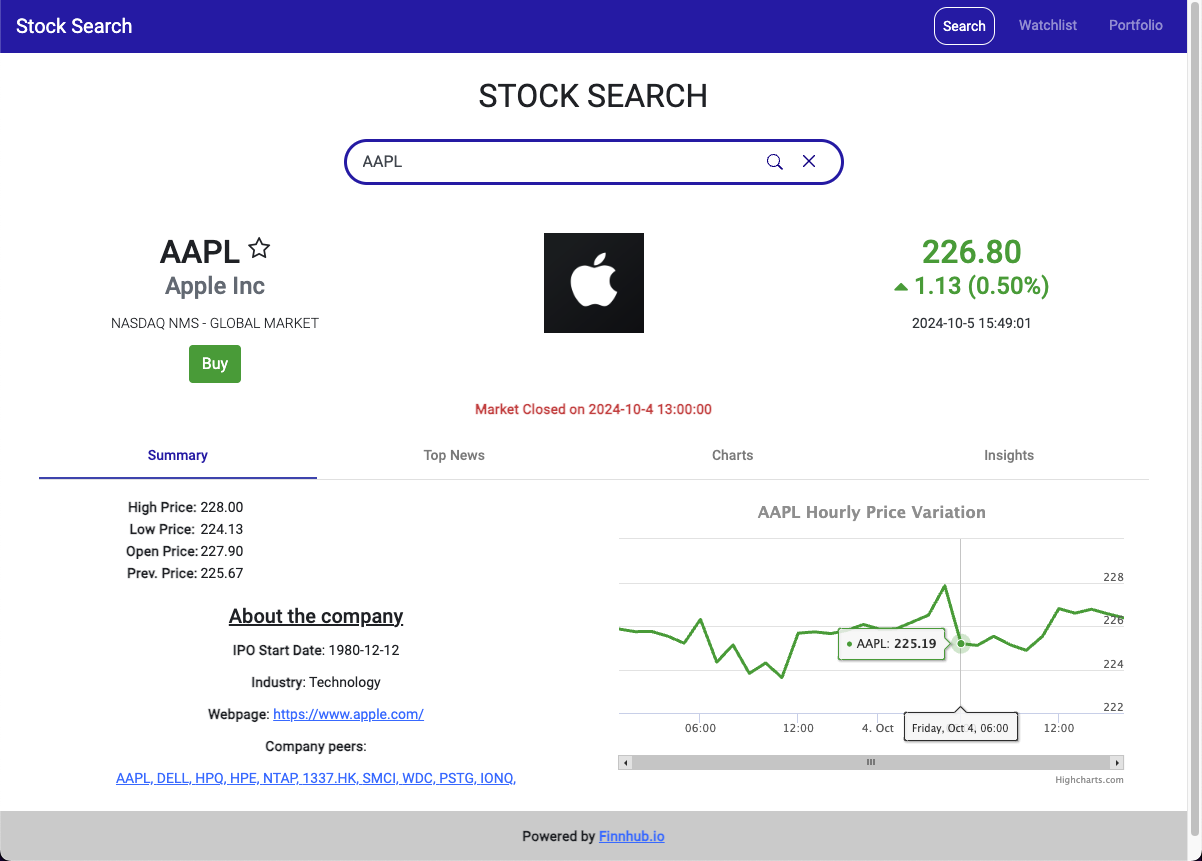 Stock Search
Search
Watchlist
Portfolio
STOCK SEARCH
AAPL
AAPL
Apple Inc
NASDAQ NMS - GLOBAL MARKET
Buy
226.80
1.13 (0.50%)
2024-10-5 15:49:01
Market Closed on 2024-10-4 13:00:00
Summary
Top News
Charts
Insights
High Price: 228.00
Low Price: 224.13
Open Price: 227.90
Prev. Price: 225.67
About the company
IPO Start Date: 1980-12-12
Industry: Technology
Webpage: https://www.apple.com/
Company peers:
AAPL, DELL, HPQ, HPE, NTAP, 1337.HK, SMCI, WDC, PSTG, IONQ,
AAPL Hourly Price Variation
228
226
224
222
AAPL: 225.19
06:00
12:00
4. Oct
Friday, Oct 4, 06:00
12:00
Highcharts.com
Powered by Finnhub.io